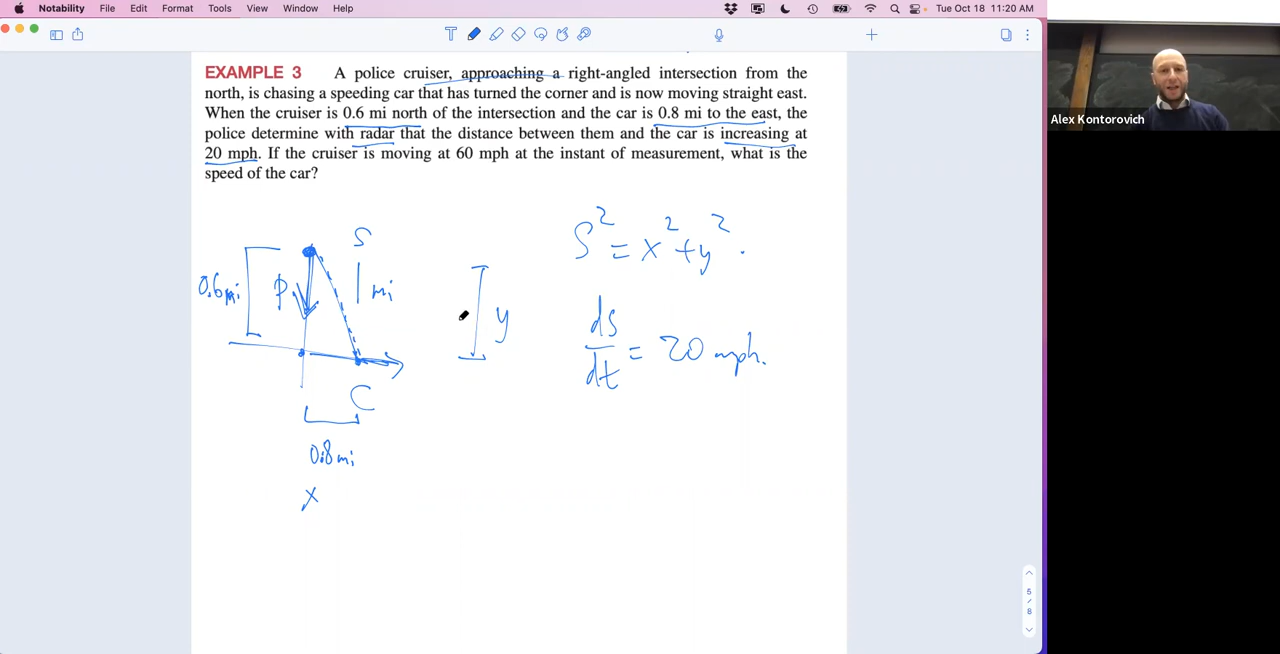 Notability File Edit Format Tools View Window Help Tue Oct 18 11:20 AM
EXAMPLE 3 A police cruiser, approaching a right-angled intersection from the
north, is chasing a speeding car that has turned the corner and is now moving straight east.
When the cruiser is 0.6 mi north of the intersection and the car is 0.8 mi to the east, the
police determine with radar that the distance between them and the car is increasing at
20 mph. If the cruiser is moving at 60 mph at the instant of measurement, what is the
speed of the car?
Alex Kontorovich
S² = x² + y².
S
0.6mi P 1 mi y
ds/dt = 20 mph.
C
0.8 mi
x
5
/
8